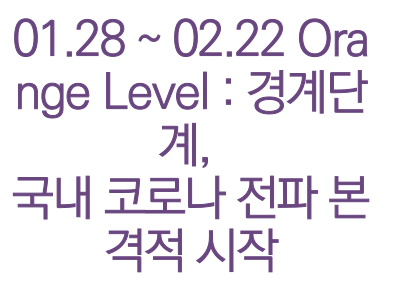 01.28 ~ 02.22 Ora
nge Level : 경계단
계,
국내 코로나 전파 본
격적 시작